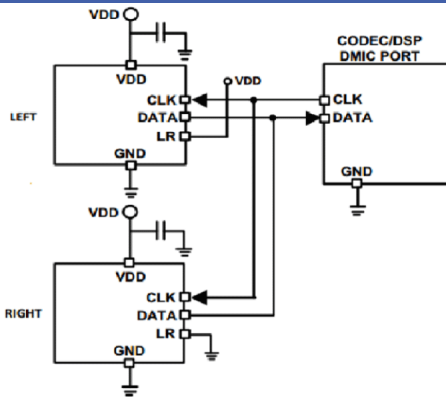 VDD
CODEC/DSP
DMIC PORT
VDD
VDD
CLK
CLK
LEFT
DATA
DATA
LR
GND
GND
VDD
VDD
CLK
RIGHT
DATA
LR
GND